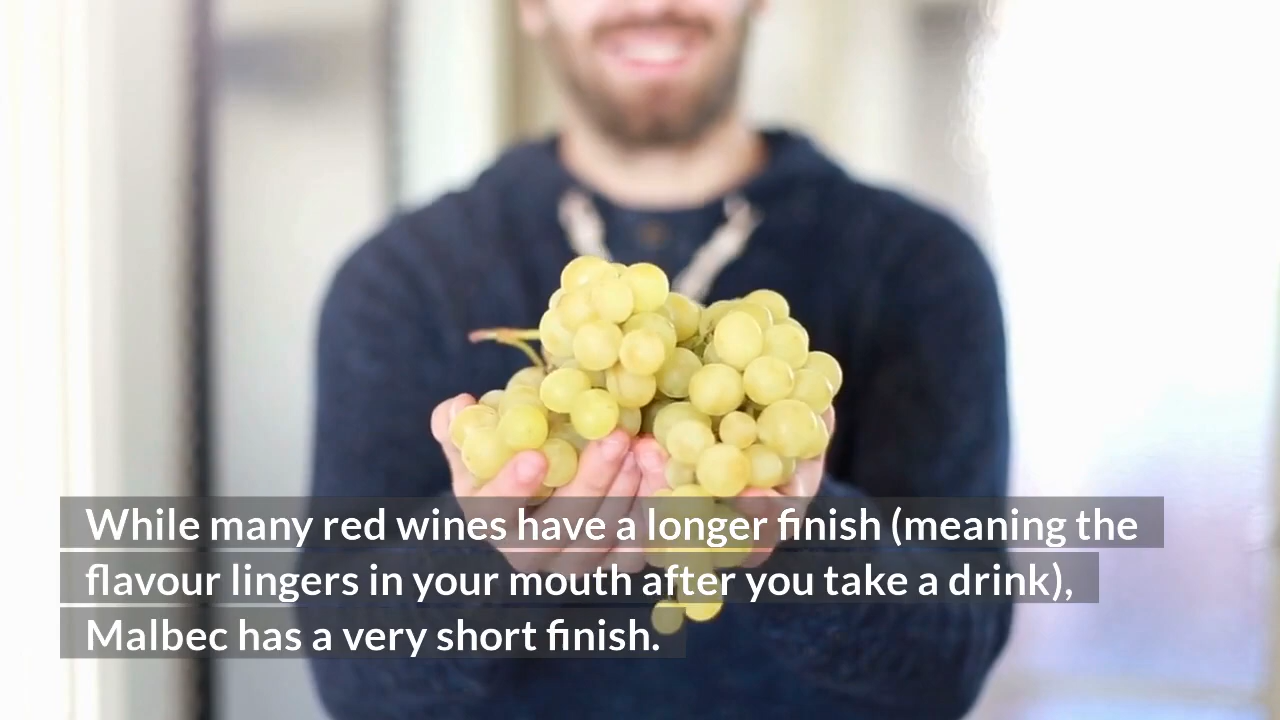 While many red wines have a longer finish (meaning the
flavour lingers in your mouth after you take a drink),
Malbec has a very short finish.